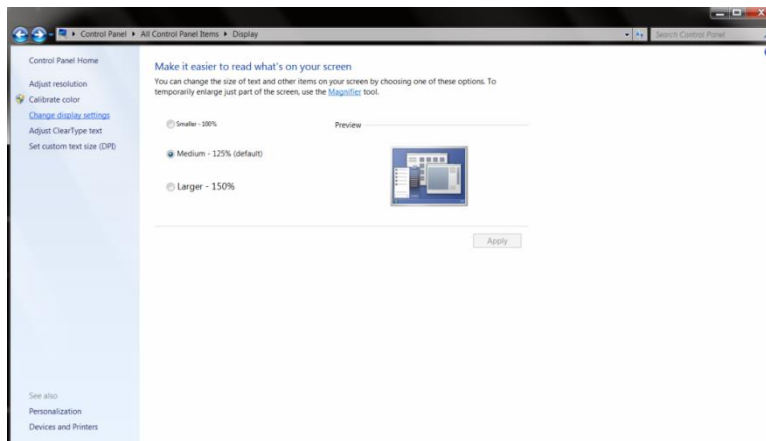 Control Panel ▸ All Control Panel Items ▸ Display
Search Control Panel
Control Panel Home
Adjust resolution
Calibrate color
Change display settings
Adjust ClearType text
Set custom text size (DPI)
Make it easier to read what's on your screen
You can change the size of text and other items on your screen by choosing one of these options. To
temporarily enlarge just part of the screen, use the Magnifier tool.
Smaller - 100%
Preview
Medium - 125% (default)
Larger - 150%
Apply
See also
Personalization
Devices and Printers